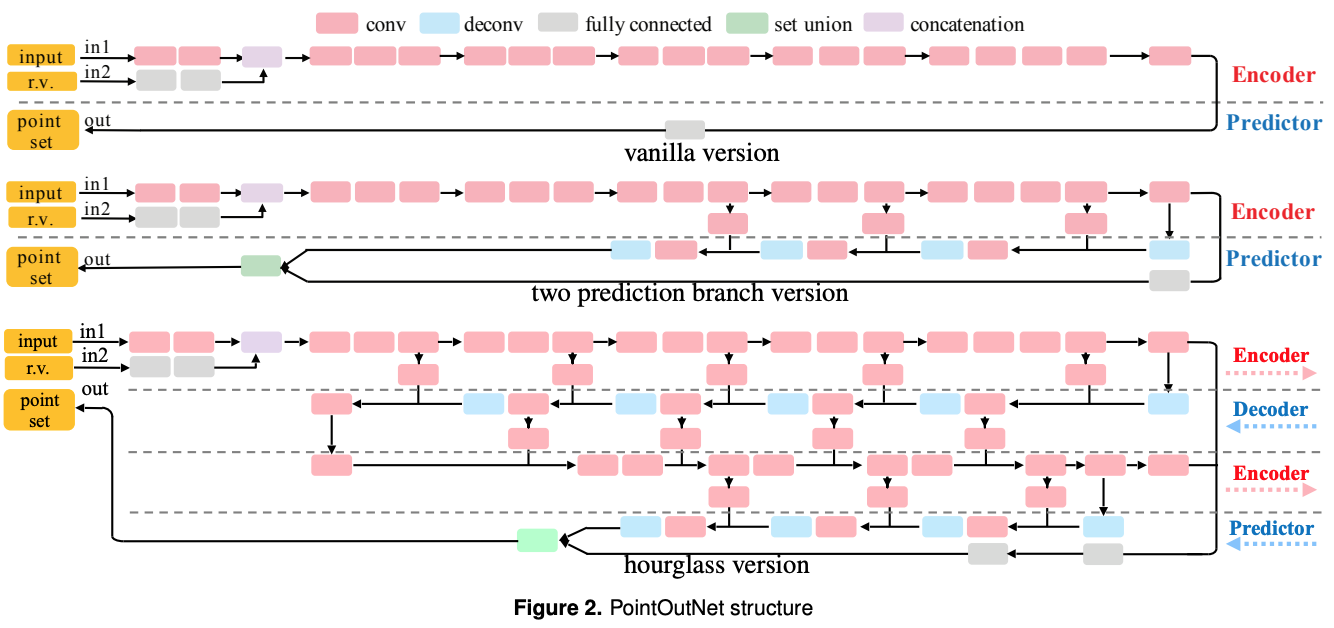 conv deconv fully connected set union concatenation
input in1
r.v. in2
Encoder
point set out
Predictor
vanilla version
input in1
r.v. in2
Encoder
point set out
Predictor
two prediction branch version
input in1
r.v. in2
Encoder
point set out
Decoder
Encoder
Predictor
hourglass version
Figure 2. PointOutNet structure